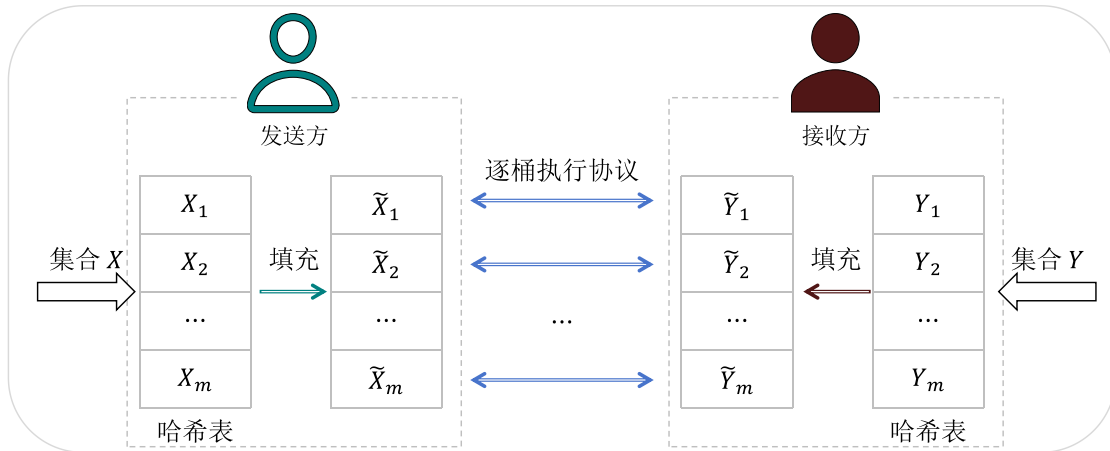 发送方
接收方
逐桶执行协议
集合 X
X₁
X₂
...
Xₘ
哈希表
填充
X̃₁
X̃₂
...
X̃ₘ
...
Ỹ₁
Ỹ₂
...
Ỹₘ
填充
Y₁
Y₂
...
Yₘ
哈希表
集合 Y